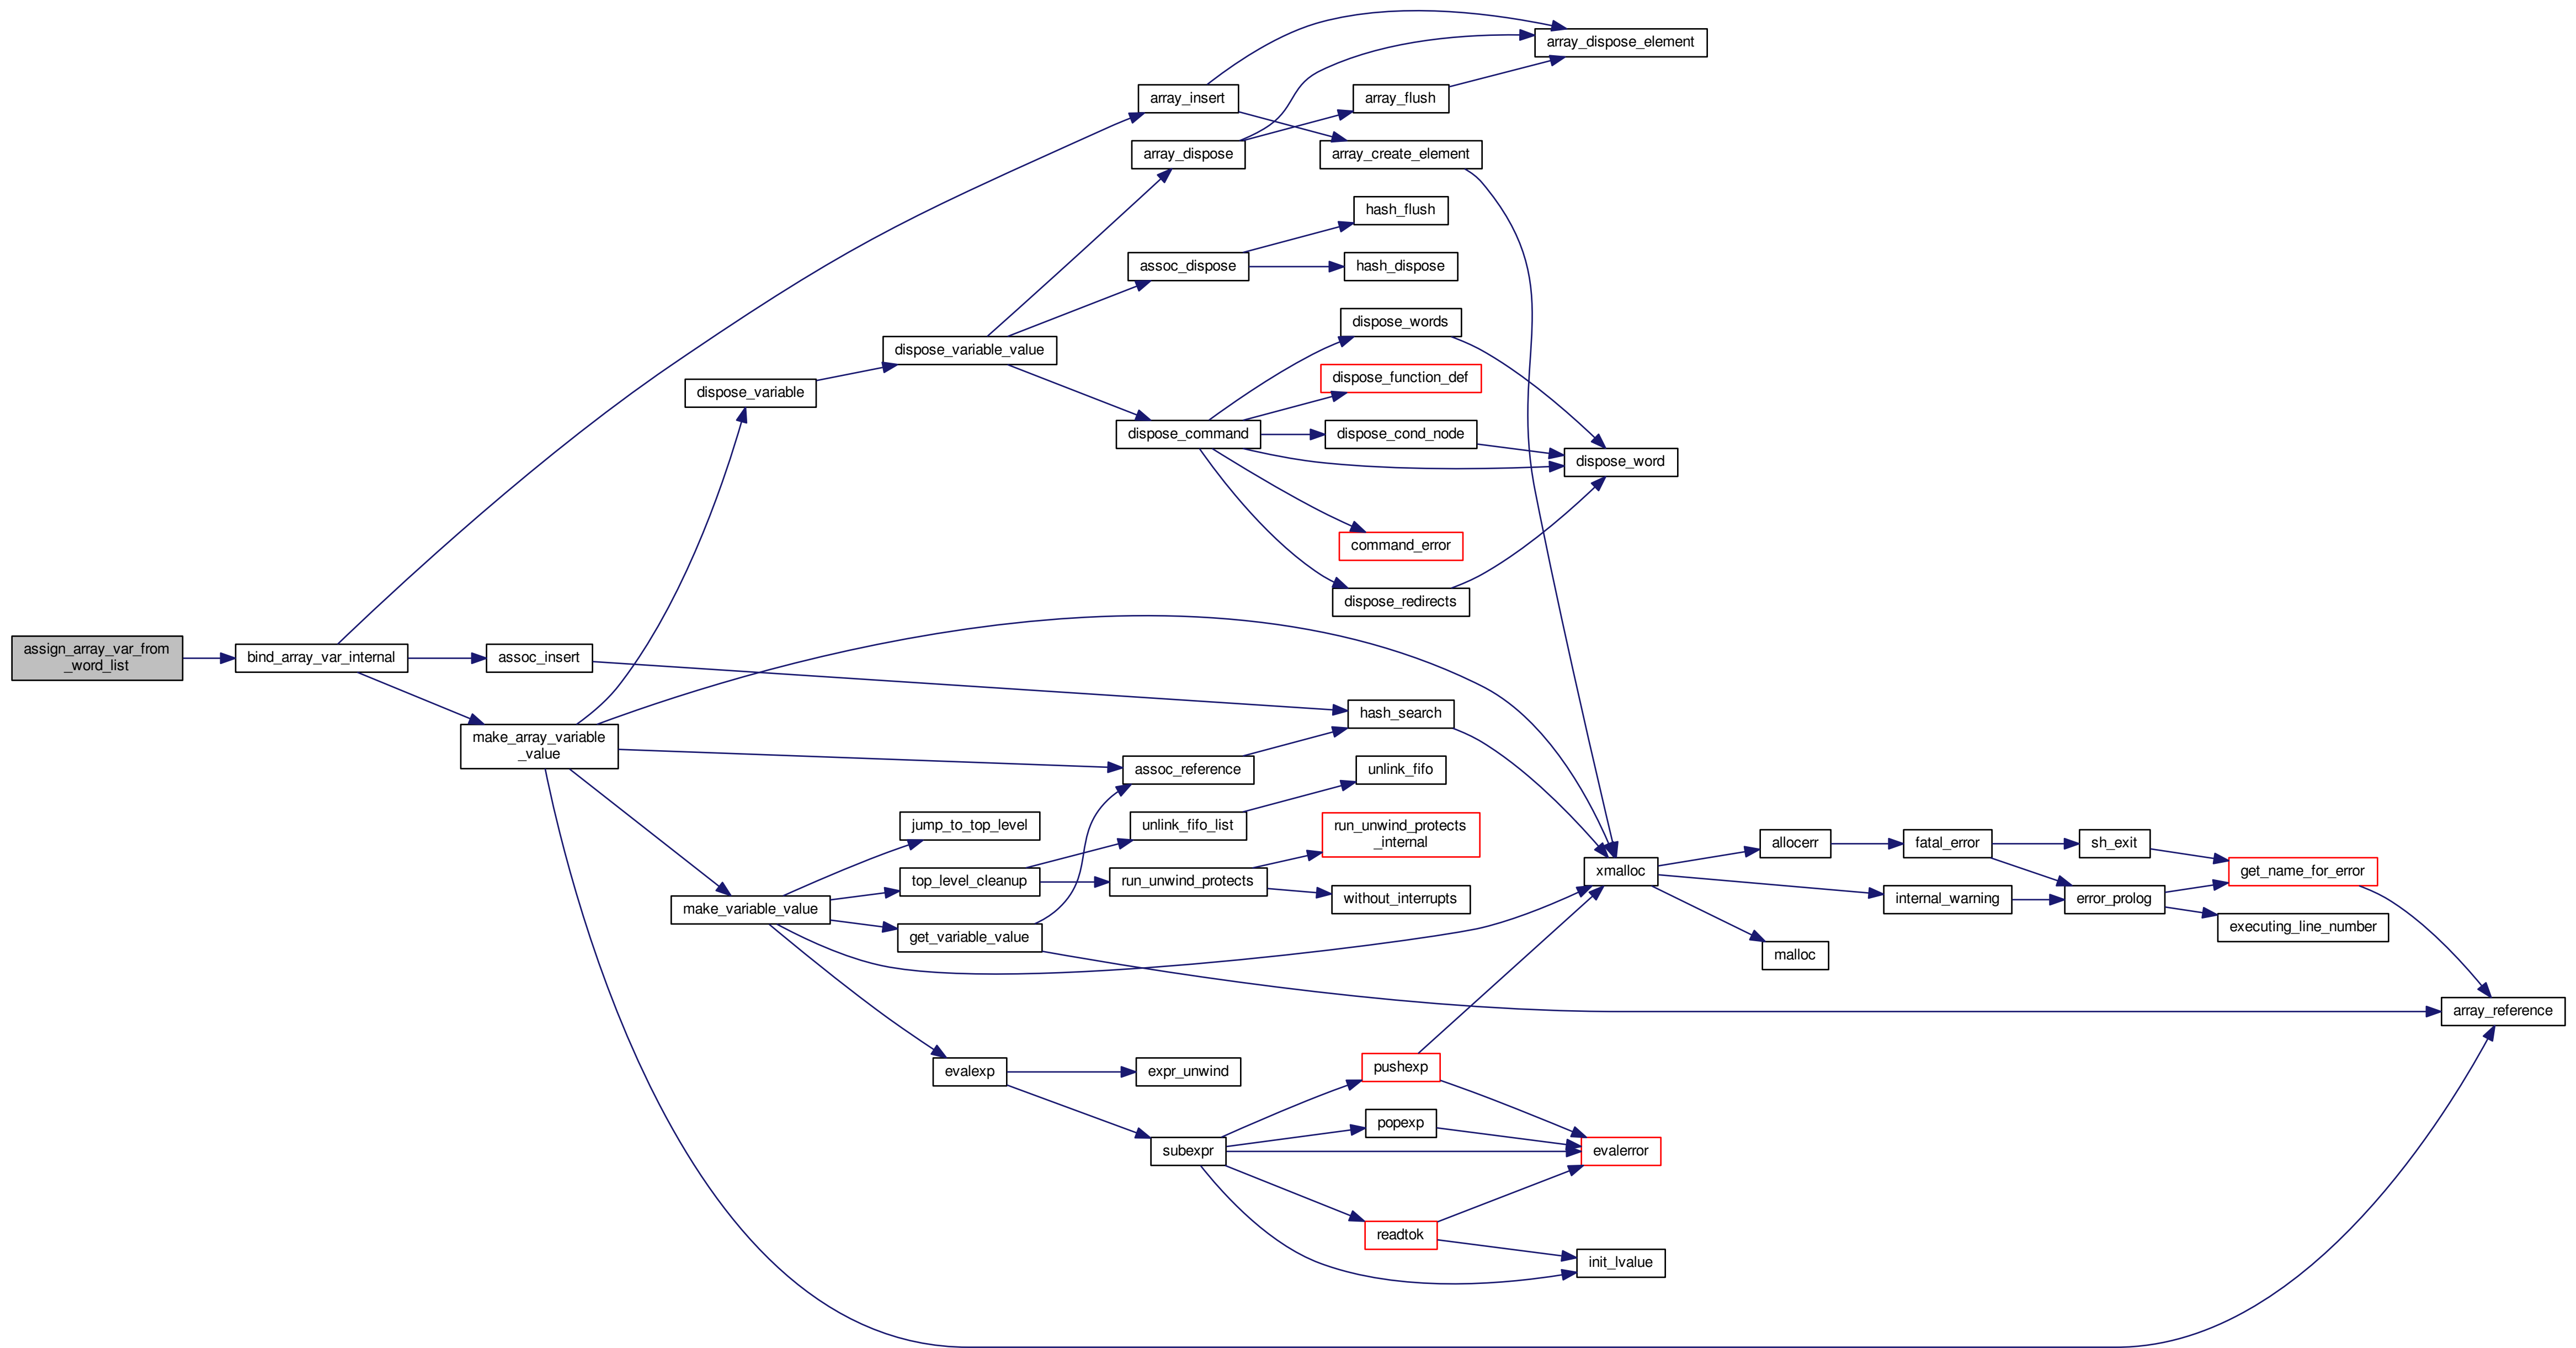 array_dispose_element
array_insert
array_flush
array_dispose
array_create_element
hash_flush
assoc_dispose
hash_dispose
dispose_words
dispose_variable_value
dispose_function_def
dispose_variable
dispose_command
dispose_cond_node
dispose_word
command_error
dispose_redirects
assign_array_var_from
_word_list
bind_array_var_internal
assoc_insert
hash_search
make_array_variable
_value
assoc_reference
unlink_fifo
jump_to_top_level
unlink_fifo_list
run_unwind_protects
_internal
allocerr
fatal_error
sh_exit
xmalloc
get_name_for_error
top_level_cleanup
run_unwind_protects
without_interrupts
internal_warning
error_prolog
make_variable_value
executing_line_number
get_variable_value
malloc
array_reference
pushexp
evalexp
expr_unwind
popexp
subexpr
evalerror
readtok
init_lvalue